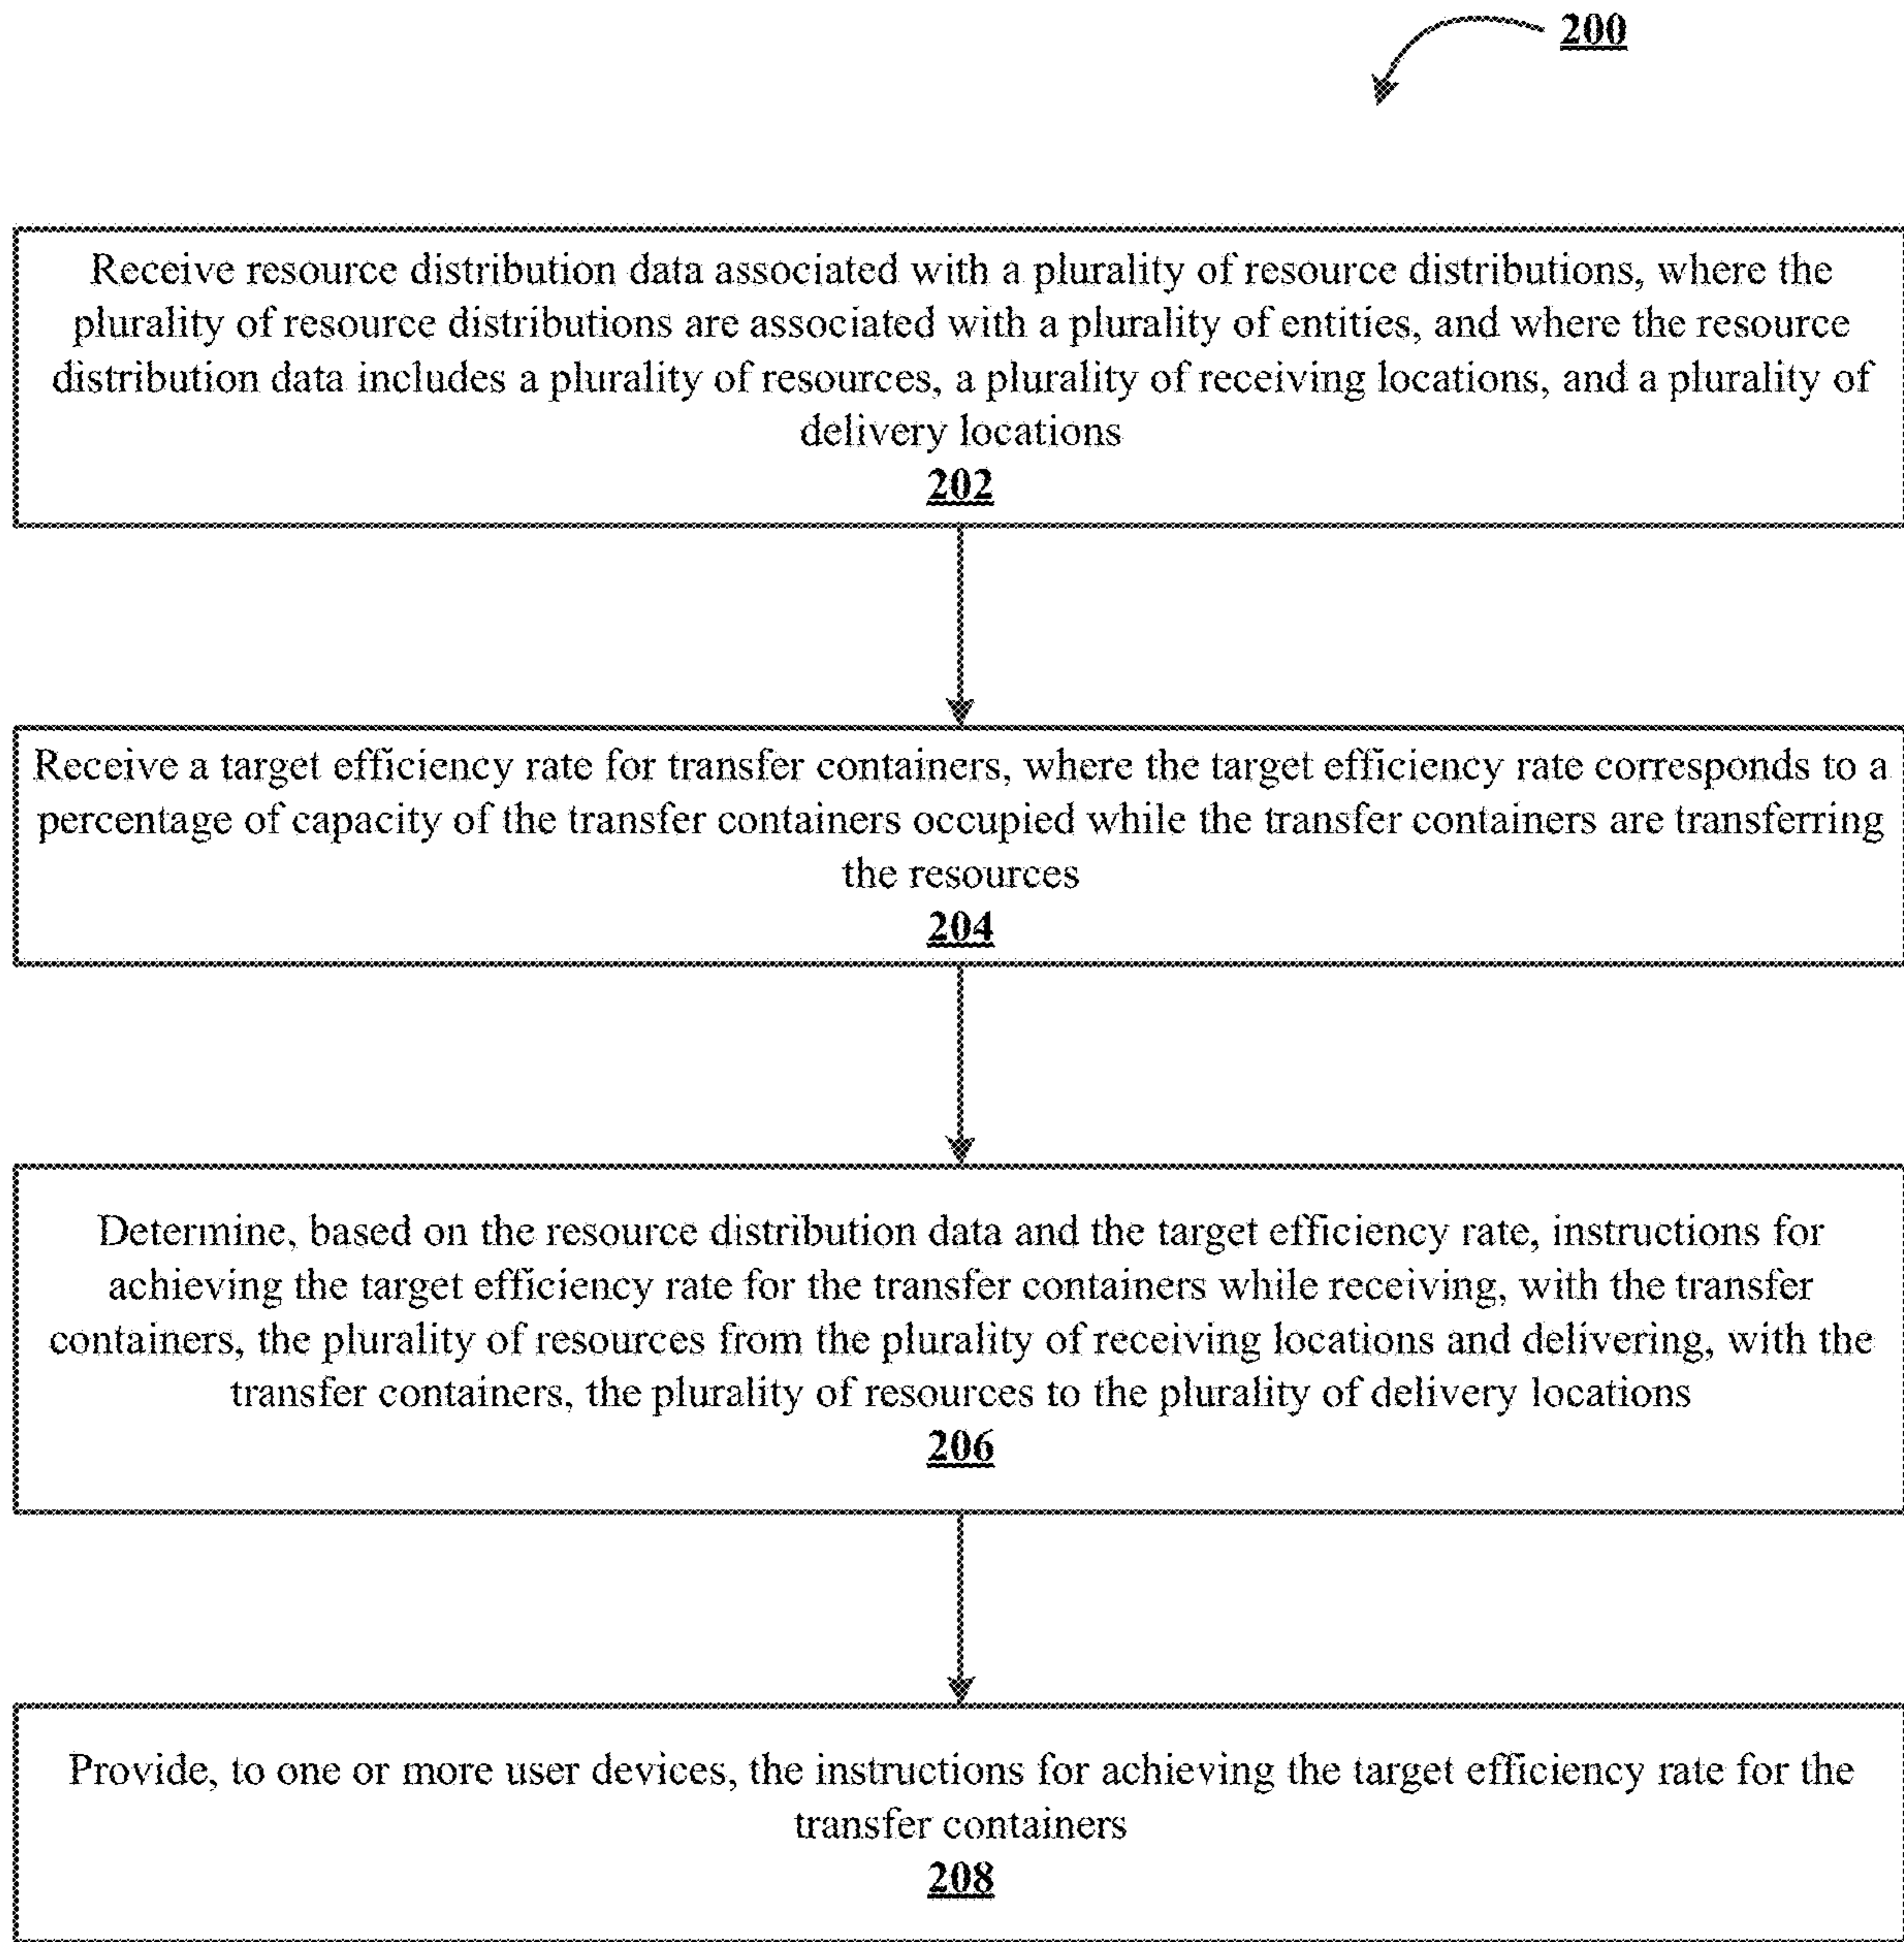 200
Receive resource distribution data associated with a plurality of resource distributions, where the
plurality of resource distributions are associated with a plurality of entities, and where the resource
distribution data includes a plurality of resources, a plurality of receiving locations, and a plurality of
delivery locations
202
Receive a target efficiency rate for transfer containers, where the target efficiency rate corresponds to a
percentage of capacity of the transfer containers occupied while the transfer containers are transferring
the resources
204
Determine, based on the resource distribution data and the target efficiency rate, instructions for
achieving the target efficiency rate for the transfer containers while receiving, with the transfer
containers, the plurality of resources from the plurality of receiving locations and delivering, with the
transfer containers, the plurality of resources to the plurality of delivery locations
206
Provide, to one or more user devices, the instructions for achieving the target efficiency rate for the
transfer containers
208